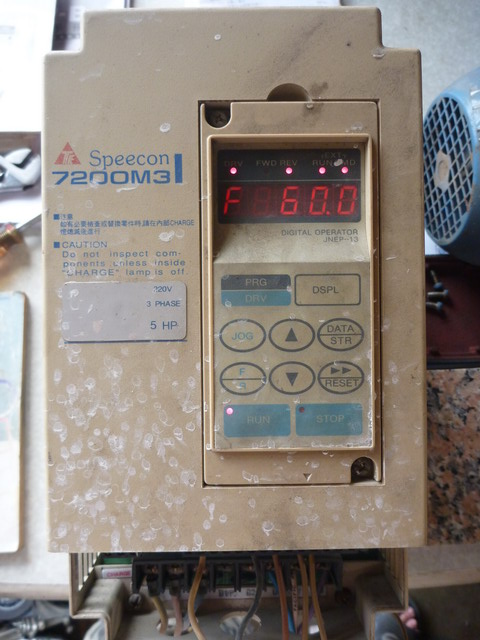 DRV FWD REV EXT
RUN CMD
F 60.0
Speecon
7200M3
DIGITAL OPERATOR
JNEP-13
■注意
CAUTION
Do not inspect com-
ponents unless inside
"CHARGE" lamp is off
220V
3 PHASE
5 HP
PRG
DRV
DSPL
JOG
DATA
STR
F
R
RESET
RUN
STOP